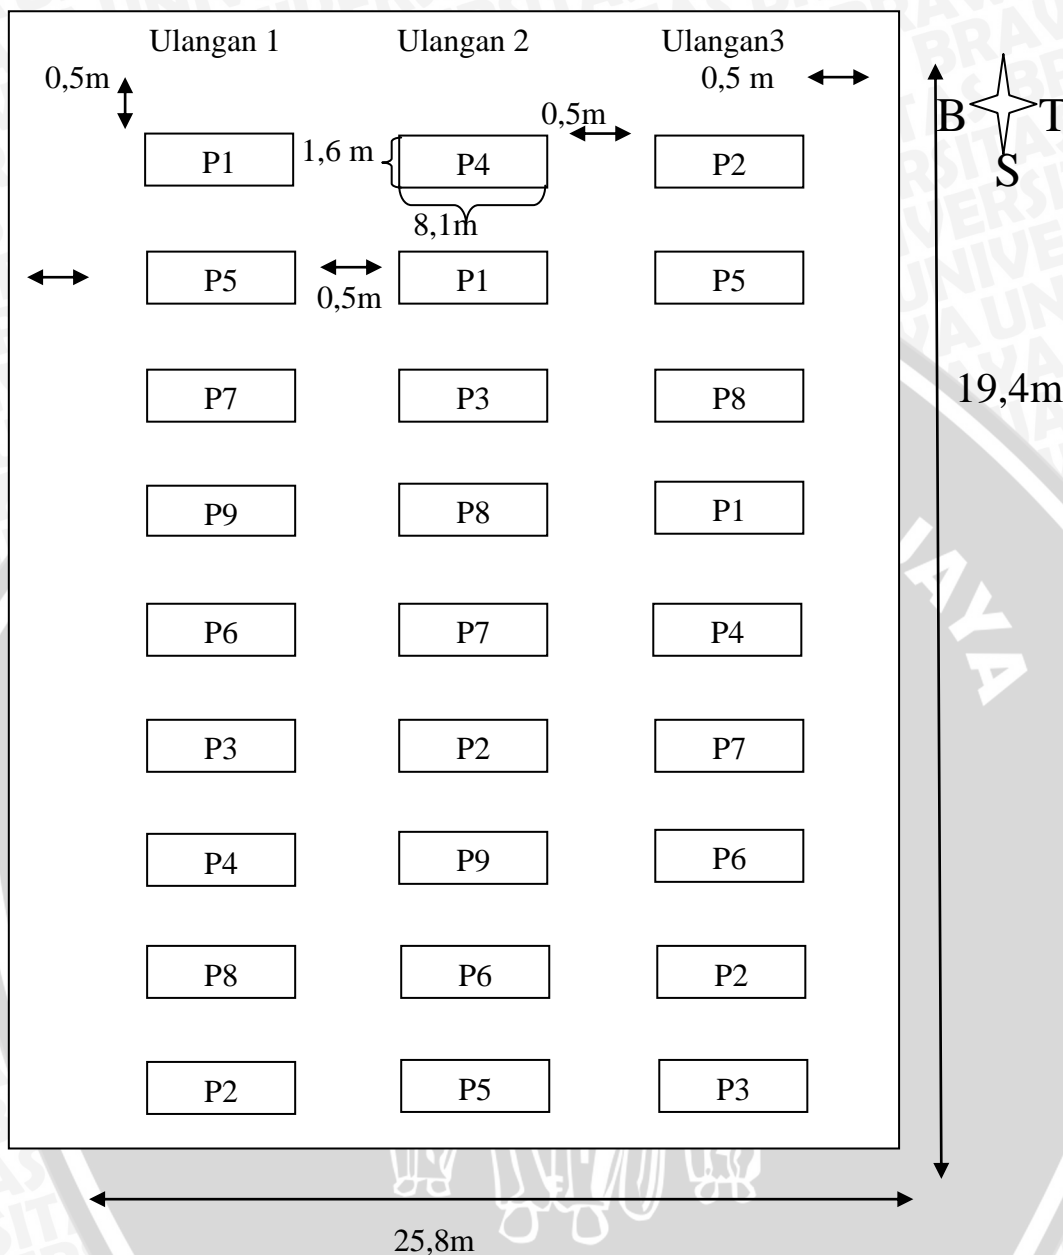 Ulangan 1 Ulangan 2 Ulangan3
0,5m 0,5 m
0,5m B T
P1 1,6 m P4 P2
S
8,1m
P5 P1 P5
0,5m
P7 P3 P8
19,4m
P9 P8 P1
P6 P7 P4
P3 P2 P7
P4 P9 P6
P8 P6 P2
P2 P5 P3
25,8m